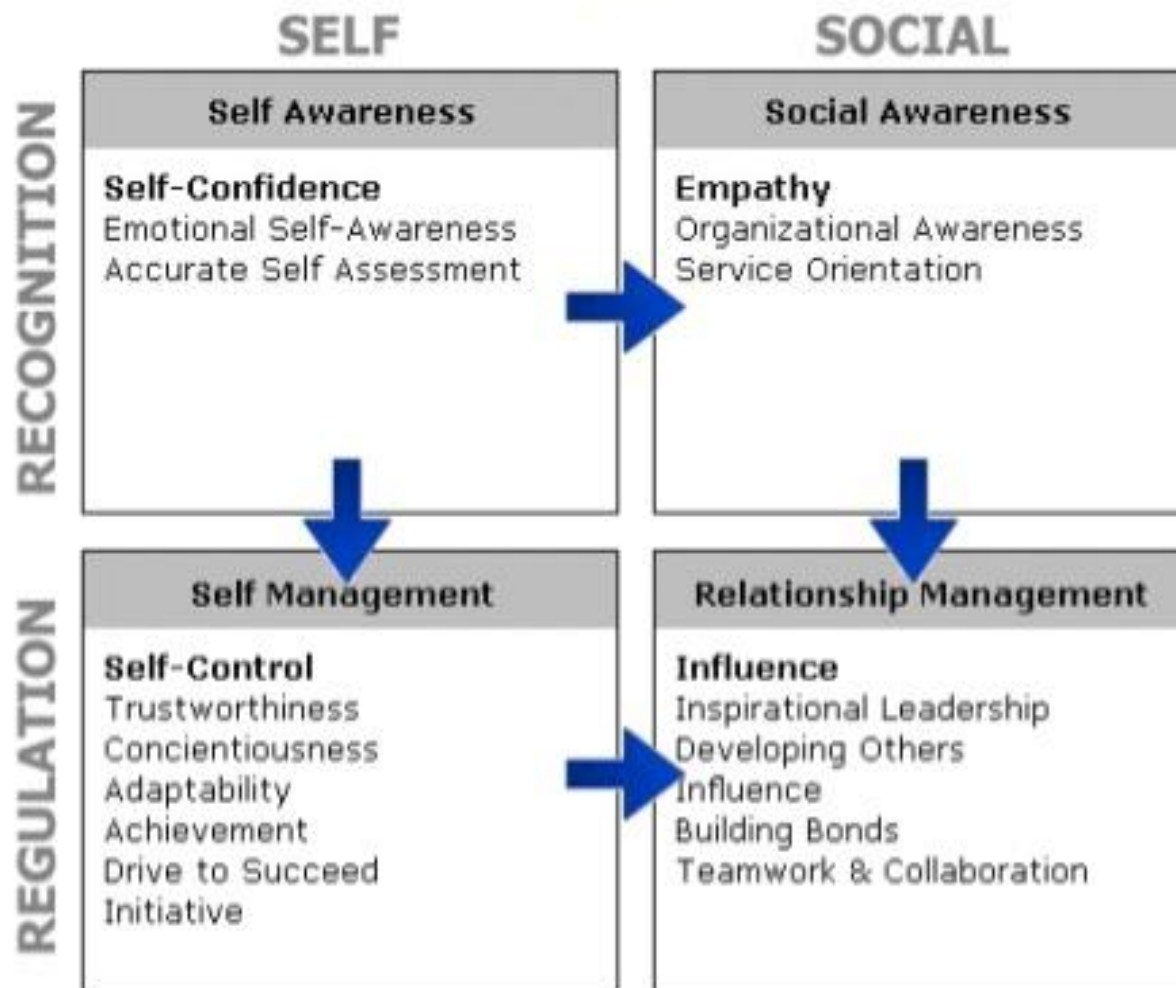 SELF
SOCIAL
RECOGNITION
Self Awareness
Self-Confidence
Emotional Self-Awareness
Accurate Self Assessment
Social Awareness
Empathy
Organizational Awareness
Service Orientation
REGULATION
Self Management
Self-Control
Trustworthiness
Concientiousness
Adaptability
Achievement
Drive to Succeed
Initiative
Relationship Management
Influence
Inspirational Leadership
Developing Others
Influence
Building Bonds
Teamwork & Collaboration